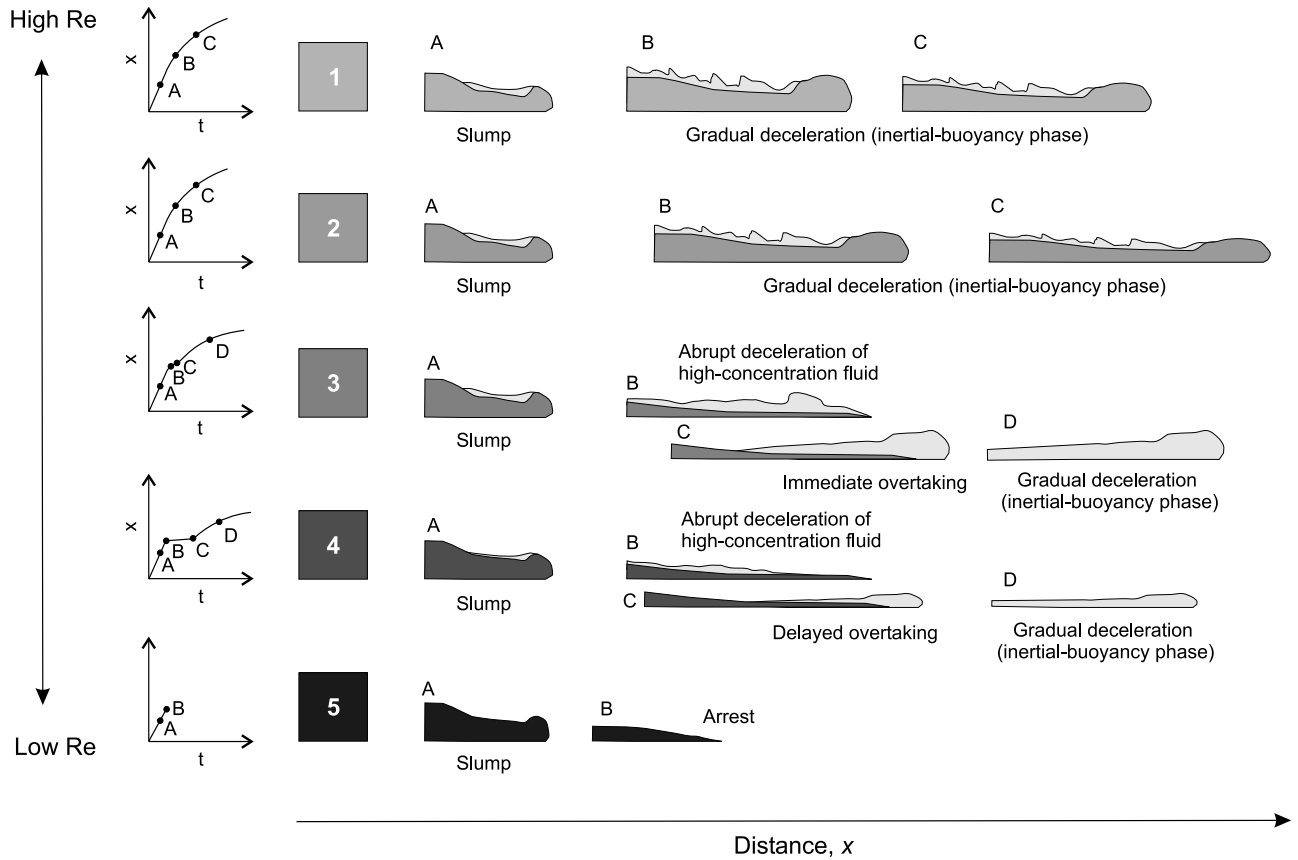 High Re
x
A
B
C
t
1
A
Slump
B
C
Gradual deceleration (inertial-buoyancy phase)
x
A
B
C
t
2
A
Slump
B
C
Gradual deceleration (inertial-buoyancy phase)
x
A
B
C
D
t
3
A
Slump
Abrupt deceleration of
high-concentration fluid
B
C
Immediate overtaking
D
Gradual deceleration
(inertial-buoyancy phase)
x
A
B
C
D
t
4
A
Slump
Abrupt deceleration of
high-concentration fluid
B
C
Delayed overtaking
D
Gradual deceleration
(inertial-buoyancy phase)
x
A
B
t
5
A
Slump
B
Arrest
Low Re
Distance, x